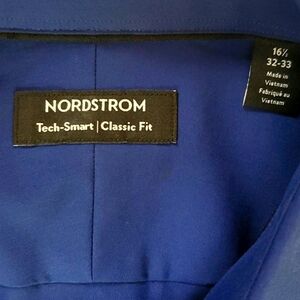 NORDSTROM
Tech-Smart | Classic Fit
16½
32-33
Made in
Vietnam
Fabriqué au
Vietnam